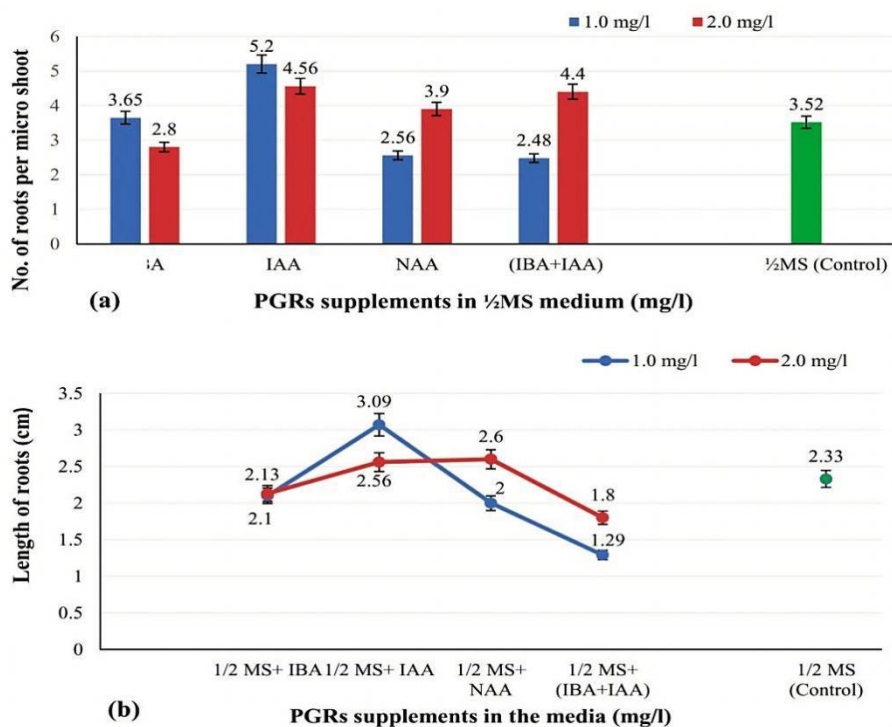 1.0 mg/l 2.0 mg/l
No. of roots per micro shoot
6
5
4
3
2
1
0
3.65 2.8 5.2 4.56 2.56 3.9 2.48 4.4 3.52
IAA NAA (IBA+IAA) ½MS (Control)
(a) PGRs supplements in ½MS medium (mg/l)
1.0 mg/l 2.0 mg/l
Length of roots (cm)
3.5
3
2.5
2
1.5
1
0.5
0
3.09
2.6
2.13 2.33
2.56 2 1.8
2.1 1.29
1/2 MS+ IBA 1/2 MS+ IAA 1/2 MS+ 1/2 MS+ 1/2 MS
NAA (IBA+IAA) (Control)
(b) PGRs supplements in the media (mg/l)